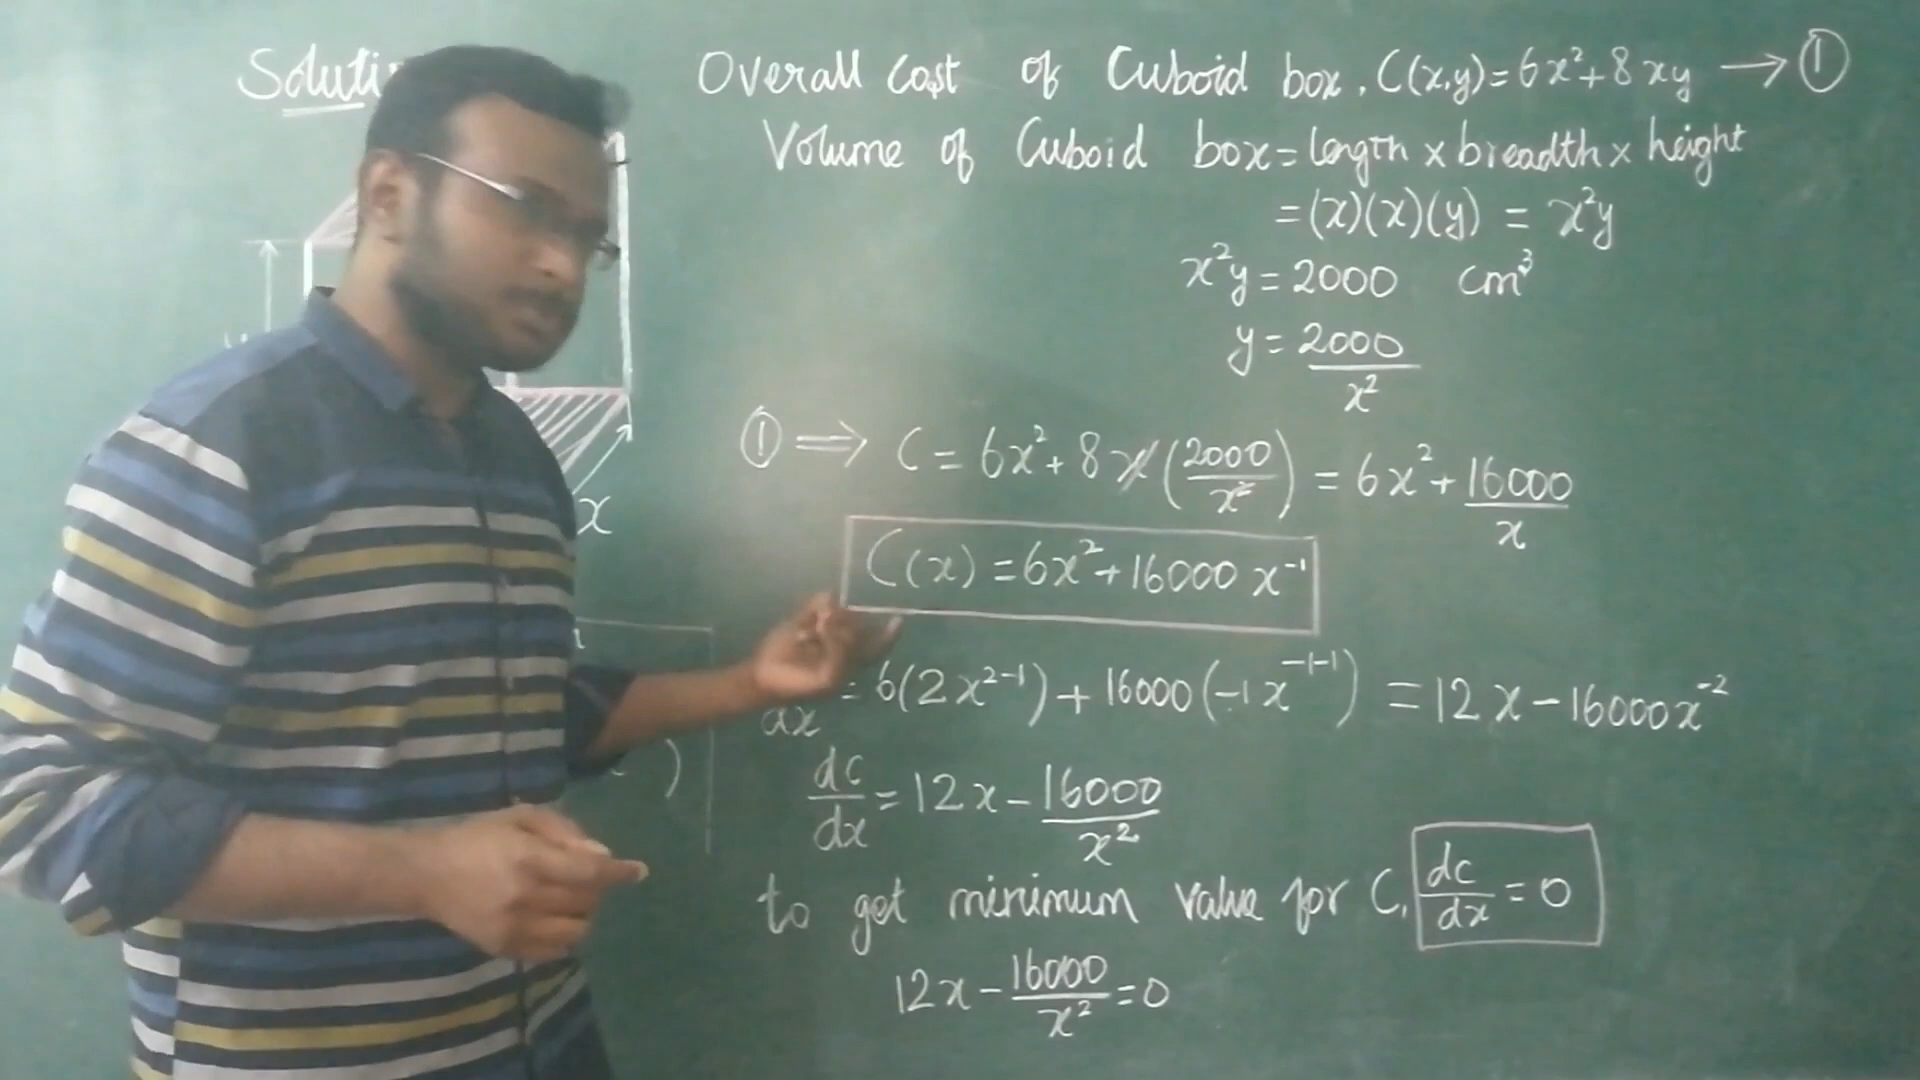 Soluti
Overall cost of Cuboid box, C(x,y) = 6x² + 8xy → ①
Volume of Cuboid box = length × breadth × height
= (x)(x)(y) = x²y
x²y = 2000 cm³
y = 2000/x²
① ⇒ C = 6x² + 8x(2000/x²) = 6x² + 16000/x
x
C(x) = 6x² + 16000x⁻¹
dx = 6(2x²⁻¹) + 16000(-1x⁻¹⁻¹) = 12x - 16000x⁻²
)
dc/dx = 12x - 16000/x²
to get minimum value for C, dc/dx = 0
12x - 16000/x² = 0